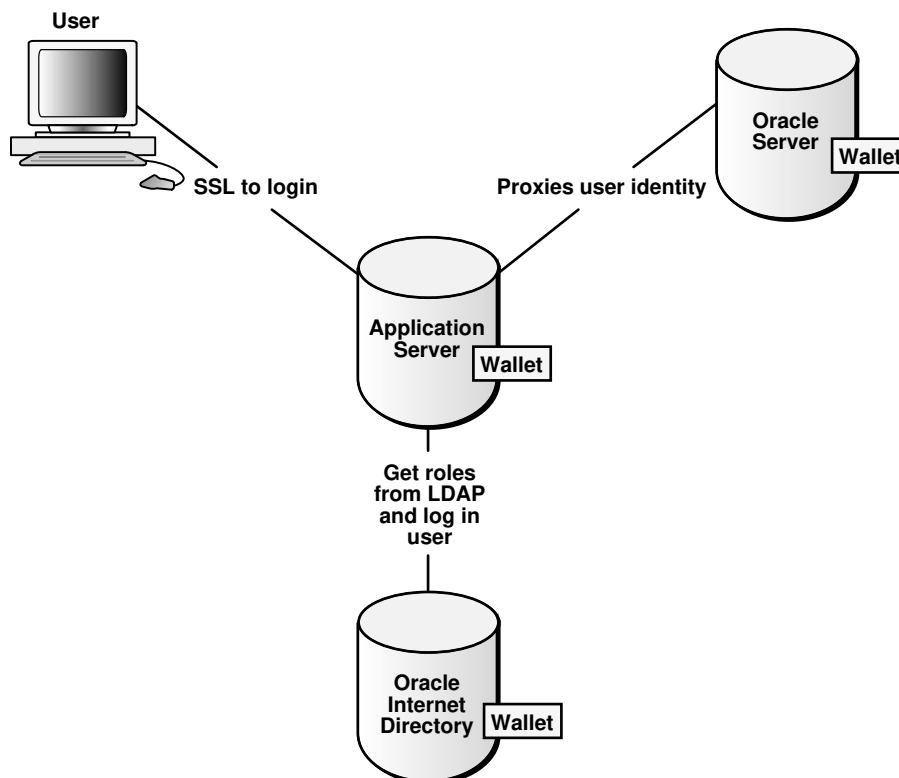 User
Oracle
Server
Wallet
SSL to login
Proxies user identity
Application
Server
Wallet
Get roles
from LDAP
and log in
user
Oracle
Internet
Directory
Wallet